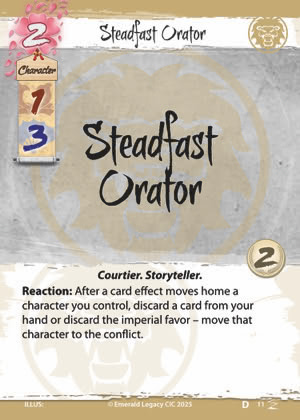 2
Steadfast Orator
Character
1
3
Steadfast
Orator
2
Courtier. Storyteller.
Reaction: After a card effect moves home a
character you control, discard a card from your
hand or discard the imperial favor – move that
character to the conflict.
ILLUS:
© Emerald Legacy CIC 2025
D
11